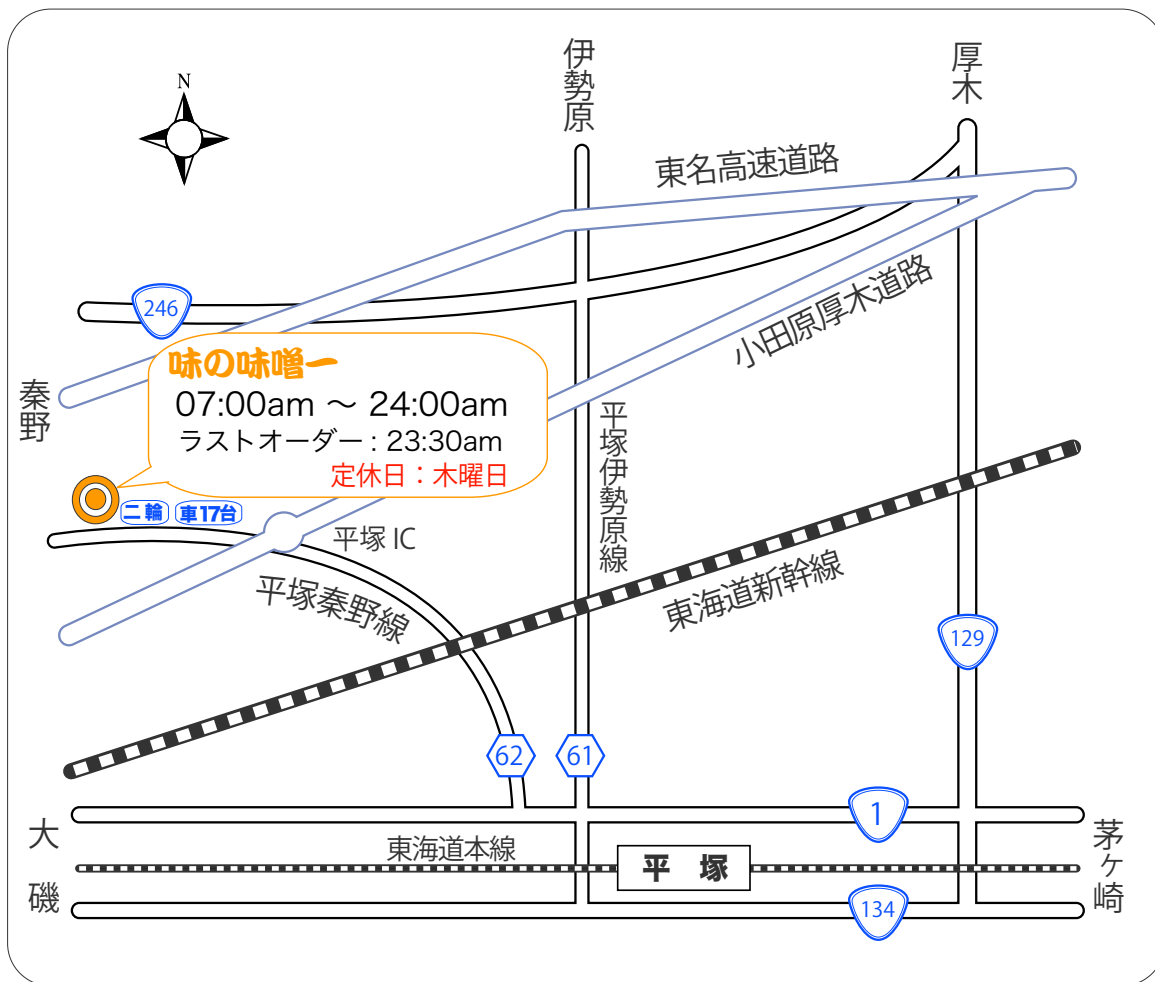 N
伊勢原
厚木
東名高速道路
246
小田原厚木道路
味の味噌一
07:00am ～ 24:00am
ラストオーダー : 23:30am
定休日：木曜日
秦野
平塚伊勢原線
二輪
車17台
平塚 IC
平塚秦野線
東海道新幹線
129
62
61
1
大磯
東海道本線
平 塚
茅ヶ崎
134